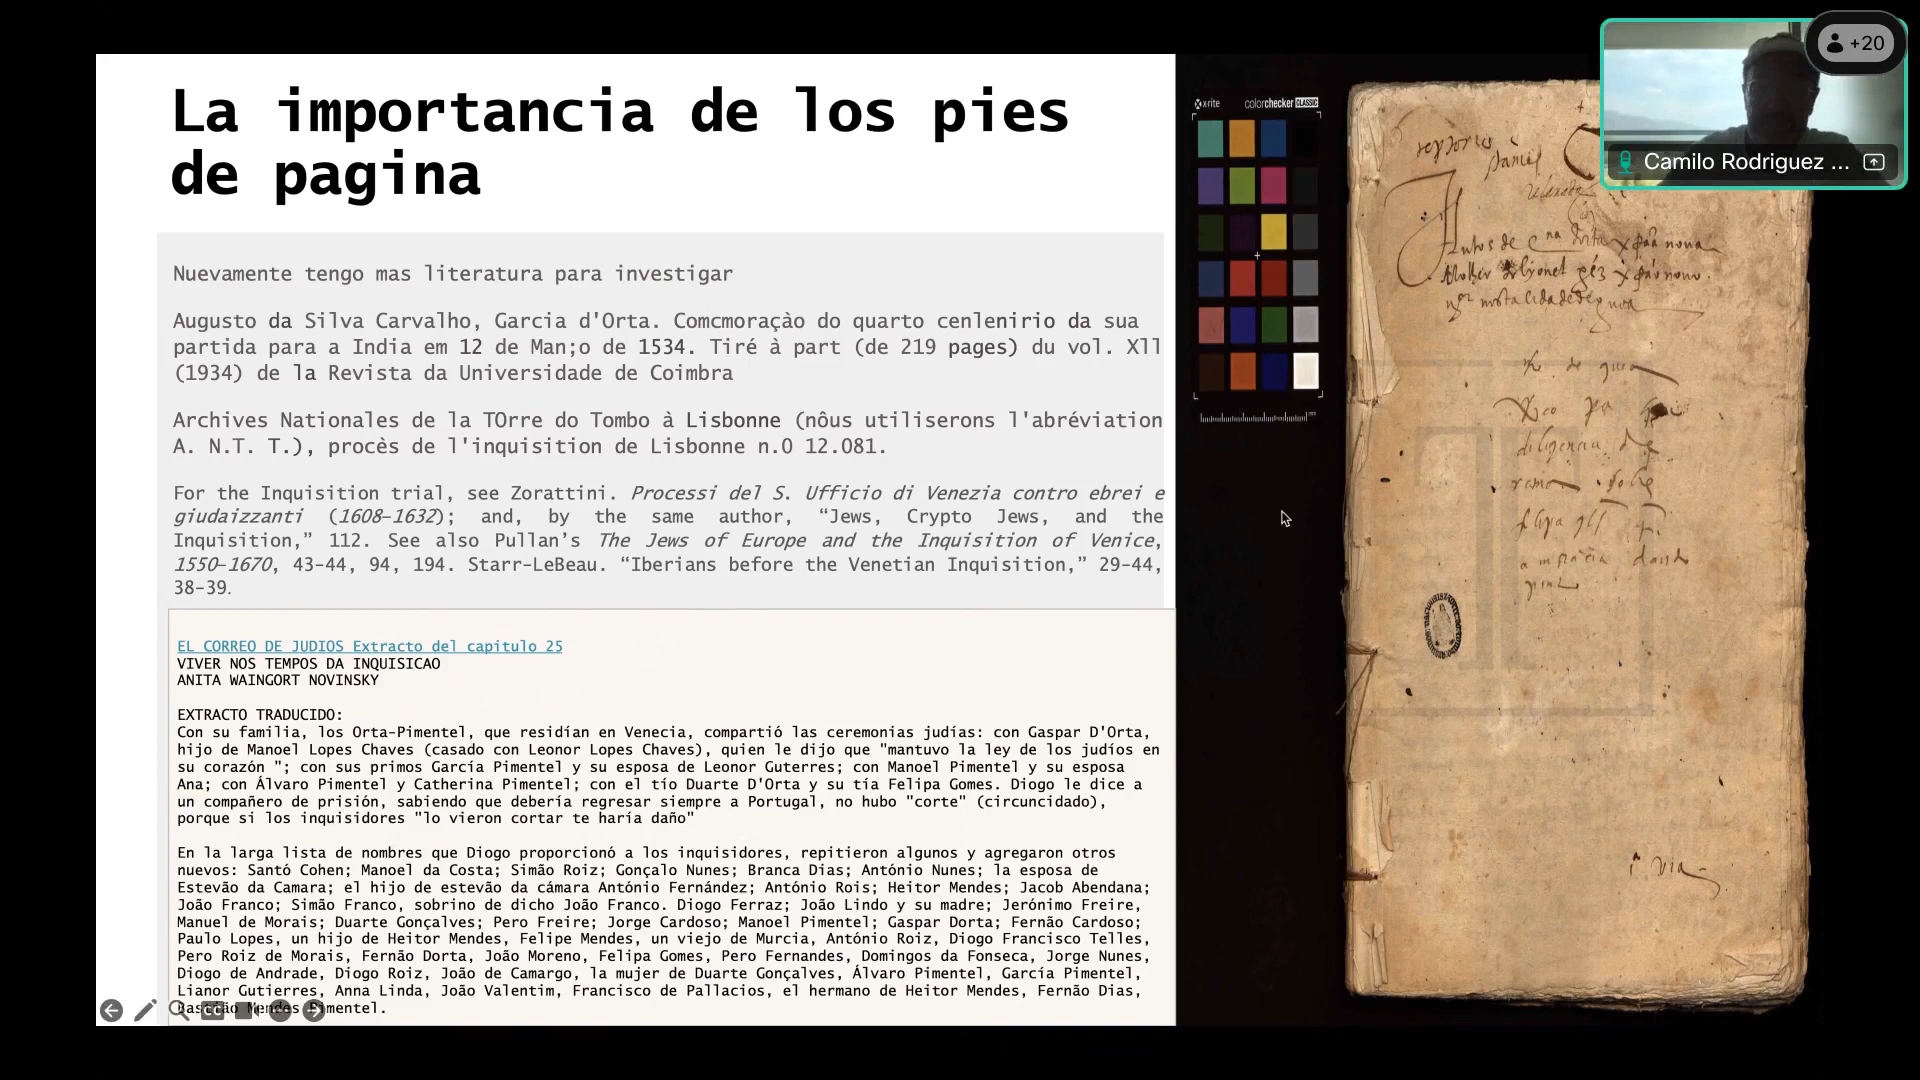 La importancia de los pies
de pagina
Nuevamente tengo mas literatura para investigar
Augusto da Silva Carvalho, Garcia d'Orta. Comcmoraçào do quarto cenlenirio da sua
partida para a India em 12 de Man;o de 1534. Tiré à part (de 219 pages) du vol. Xll
(1934) de la Revista da Universidade de Coimbra
Archives Nationales de la TOrre do Tombo à Lisbonne (nôus utiliserons l'abréviation
A. N.T. T.), procès de l'inquisition de Lisbonne n.O 12.081.
For the Inquisition trial, see Zorattini. Processi del S. Ufficio di Venezia contro ebrei e
giudaizzanti (1608–1632); and, by the same author, “Jews, Crypto Jews, and the
Inquisition,” 112. See also Pullan’s The Jews of Europe and the Inquisition of Venice,
1550–1670, 43-44, 94, 194. Starr-LeBeau. “Iberians before the Venetian Inquisition,” 29-44,
38-39.
EL CORREO DE JUDIOS Extracto del capitulo 25
VIVER NOS TEMPOS DA INQUISICAO
ANITA WAINGORT NOVINSKY
EXTRACTO TRADUCIDO:
Con su familia, los Orta-Pimentel, que residían en Venecia, compartió las ceremonias judías: con Gaspar D'Orta,
hijo de Manoel Lopes Chaves (casado con Leonor Lopes Chaves), quien le dijo que "mantuvo la ley de los judíos en
su corazón "; con sus primos García Pimentel y su esposa de Leonor Guterres; con Manoel Pimentel y su esposa
Ana; con Álvaro Pimentel y Catherina Pimentel; con el tío Duarte D'Orta y su tía Felipa Gomes. Diogo le dice a
un compañero de prisión, sabiendo que debería regresar siempre a Portugal, no hubo "corte" (circuncidado),
porque si los inquisidores "lo vieron cortar te haría daño"
En la larga lista de nombres que Diogo proporcionó a los inquisidores, repitieron algunos y agregaron otros
nuevos: Santó Cohen; Manoel da Costa; Simão Roiz; Gonçalo Nunes; Branca Dias; António Nunes; la esposa de
Estevão da Camara; el hijo de estevão da cámara António Fernández; António Rois; Heitor Mendes; Jacob Abendana;
João Franco; Simão Franco, sobrino de dicho João Franco. Diogo Ferraz; João Lindo y su madre; Jerónimo Freire,
Manuel de Morais; Duarte Gonçalves; Pero Freire; Jorge Cardoso; Manoel Pimentel; Gaspar Dorta; Fernão Cardoso;
Paulo Lopes, un hijo de Heitor Mendes, Felipe Mendes, un viejo de Murcia, António Roiz, Diogo Francisco Telles,
Pero Roiz de Morais, Fernão Dorta, João Moreno, Felipa Gomes, Pero Fernandes, Domingos da Fonseca, Jorge Nunes,
Diogo de Andrade, Diogo Roiz, João de Camargo, la mujer de Duarte Gonçalves, Álvaro Pimentel, García Pimentel,
Lianor Gutierres, Anna Linda, João Valentim, Francisco de Pallacios, el hermano de Heitor Mendes, Fernão Dias,
Bastião Mendes Pimentel.
x·rite colorchecker CLASSIC
+20
Camilo Rodriguez ...